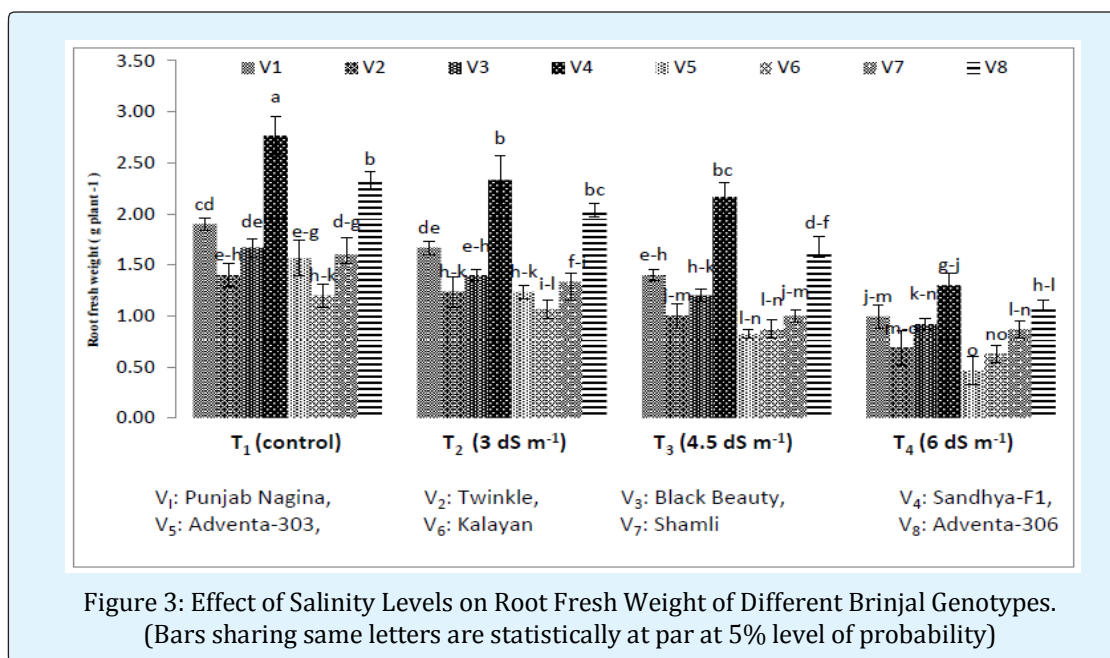 3.50
V1 V2 V3 V4 V5 V6 V7 V8
3.00
2.50
2.00
1.50
1.00
0.50
0.00
Root fresh weight ( g plant -1)
cd e-h de a e-g h-k d-g b
de h-k e-h b h-k i-l bc
e-h j-m h-k bc l-n l-n j-m d-f
j-m k-n g-j o no l-n h-l
T₁ (control) T₂ (3 dS m⁻¹) T₃ (4.5 dS m⁻¹) T₄ (6 dS m⁻¹)
V₁: Punjab Nagina, V₂: Twinkle, V₃: Black Beauty, V₄: Sandhya-F1,
V₅: Adventa-303, V₆: Kalayan V₇: Shamli V₈: Adventa-306
Figure 3: Effect of Salinity Levels on Root Fresh Weight of Different Brinjal Genotypes.
(Bars sharing same letters are statistically at par at 5% level of probability)